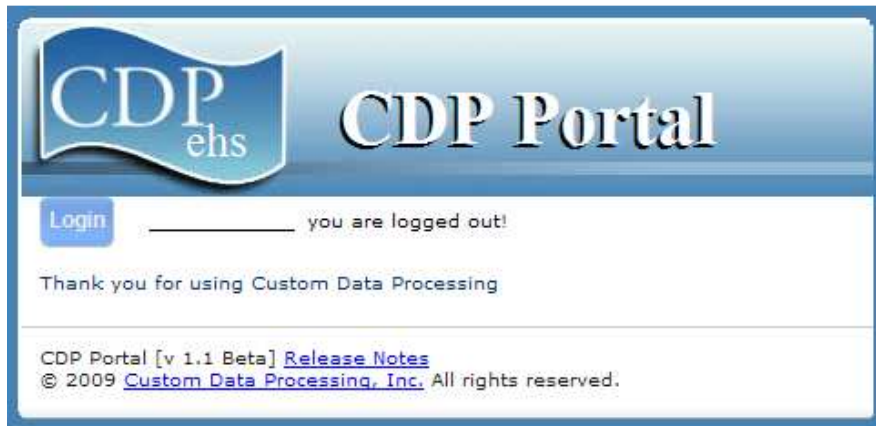 CDP
ehs
CDP Portal
Login ____________ you are logged out!
Thank you for using Custom Data Processing
CDP Portal [v 1.1 Beta] Release Notes
© 2009 Custom Data Processing, Inc. All rights reserved.